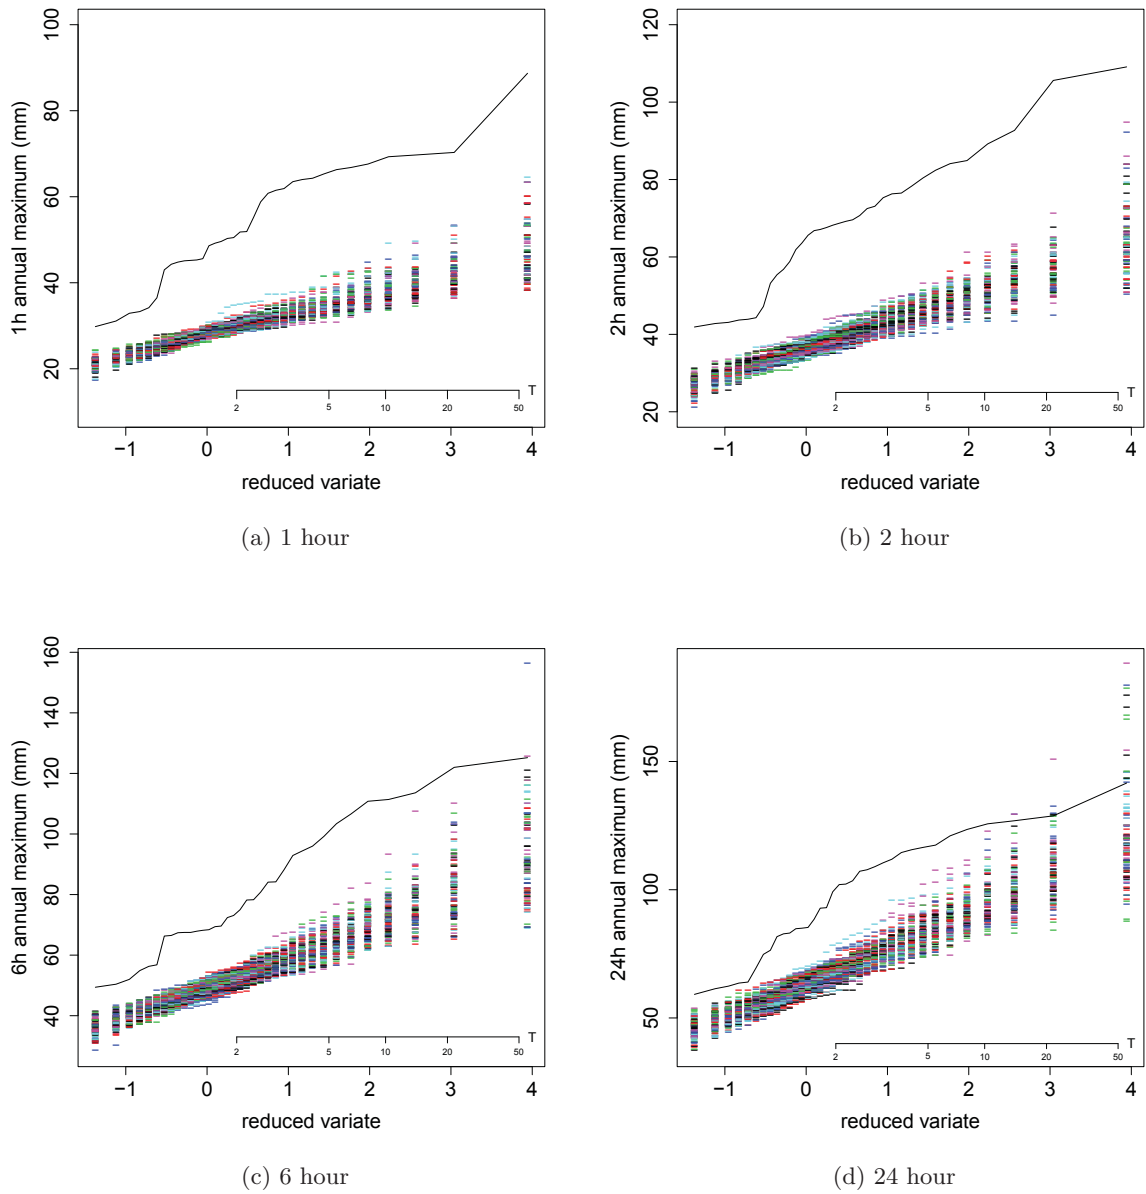 1h annual maximum (mm)
100
80
60
40
20
2 5 10 20 50 T
−1 0 1 2 3 4
reduced variate
(a) 1 hour
2h annual maximum (mm)
120
100
80
60
40
20
2 5 10 20 50 T
−1 0 1 2 3 4
reduced variate
(b) 2 hour
6h annual maximum (mm)
160
140
120
100
80
60
40
2 5 10 20 50 T
−1 0 1 2 3 4
reduced variate
(c) 6 hour
24h annual maximum (mm)
150
100
50
2 5 10 20 50 T
−1 0 1 2 3 4
reduced variate
(d) 24 hour